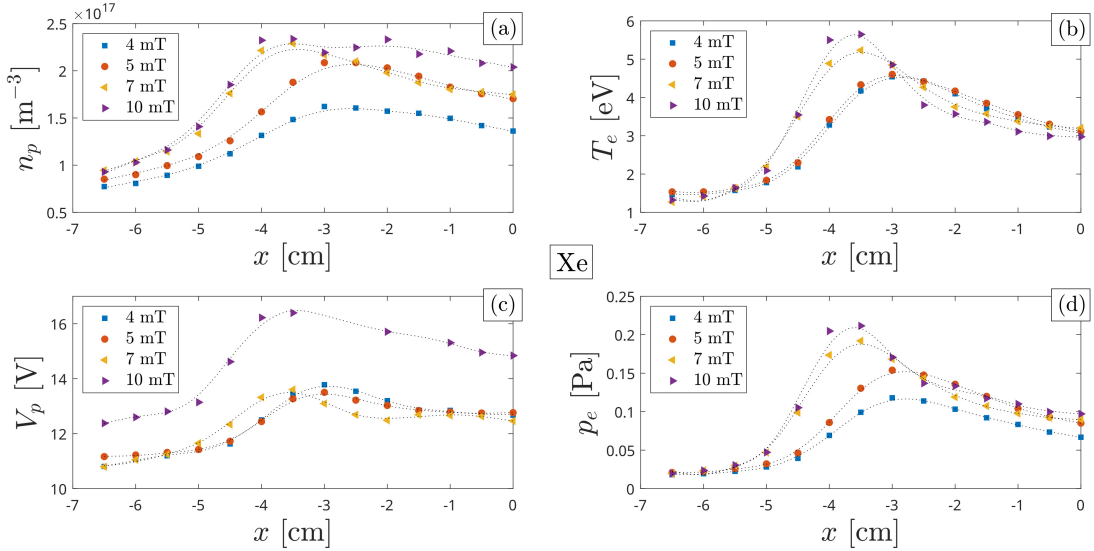 ×10^17
2.5
2
1.5
1
0.5
n_p [m^−3]
-7 -6 -5 -4 -3 -2 -1 0
x [cm]
4 mT
5 mT
7 mT
10 mT
(a)
6
5
4
3
2
1
T_e [eV]
-7 -6 -5 -4 -3 -2 -1 0
x [cm]
4 mT
5 mT
7 mT
10 mT
(b)
Xe
16
14
12
10
V_p [V]
-7 -6 -5 -4 -3 -2 -1 0
x [cm]
4 mT
5 mT
7 mT
10 mT
(c)
0.25
0.2
0.15
0.1
0.05
0
p_e [Pa]
-7 -6 -5 -4 -3 -2 -1 0
x [cm]
4 mT
5 mT
7 mT
10 mT
(d)